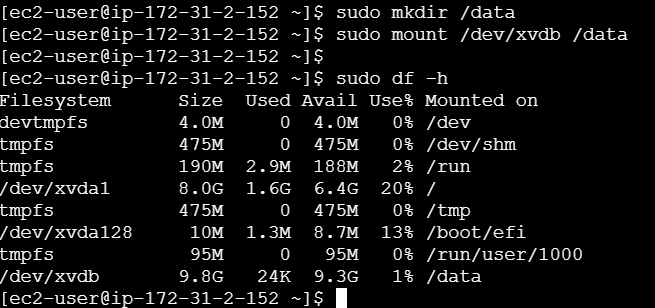 [ec2-user@ip-172-31-2-152 ~]$ sudo mkdir /data
[ec2-user@ip-172-31-2-152 ~]$ sudo mount /dev/xvdb /data
[ec2-user@ip-172-31-2-152 ~]$
[ec2-user@ip-172-31-2-152 ~]$ sudo df -h
Filesystem      Size  Used Avail Use% Mounted on
devtmpfs        4.0M     0  4.0M   0% /dev
tmpfs           475M     0  475M   0% /dev/shm
tmpfs           190M  2.9M  188M   2% /run
/dev/xvda1      8.0G  1.6G  6.4G  20% /
tmpfs           475M     0  475M   0% /tmp
/dev/xvda128     10M  1.3M  8.7M  13% /boot/efi
tmpfs            95M     0   95M   0% /run/user/1000
/dev/xvdb       9.8G   24K  9.3G   1% /data
[ec2-user@ip-172-31-2-152 ~]$